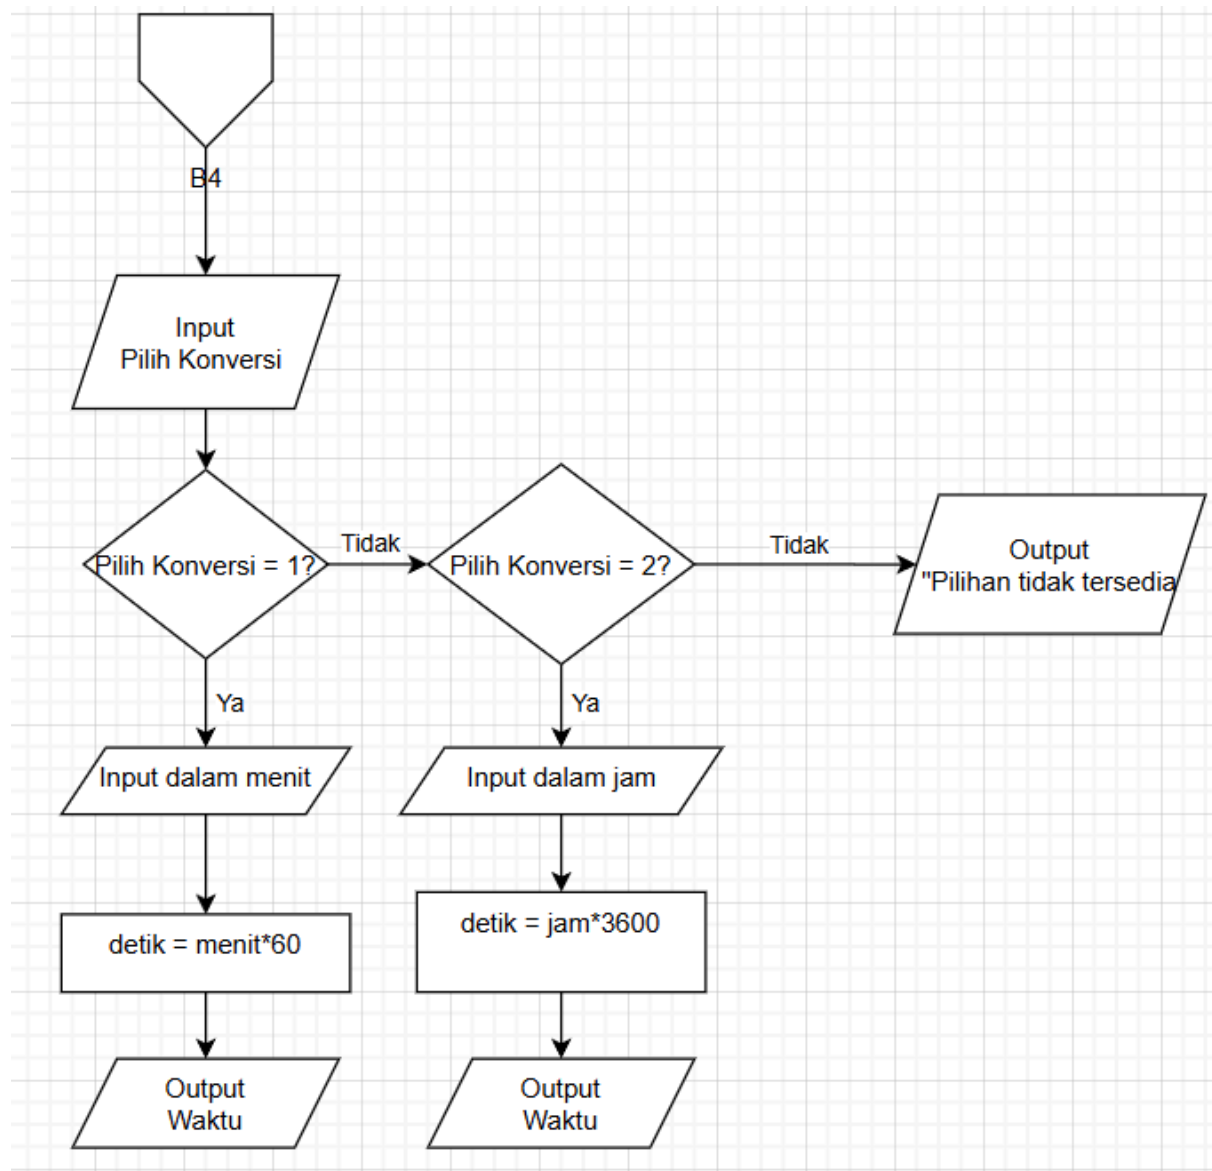 B4
Input
Pilih Konversi
Pilih Konversi = 1?
Tidak
Pilih Konversi = 2?
Tidak
Output
"Pilihan tidak tersedia
Ya
Ya
Input dalam menit
Input dalam jam
detik = menit*60
detik = jam*3600
Output
Waktu
Output
Waktu